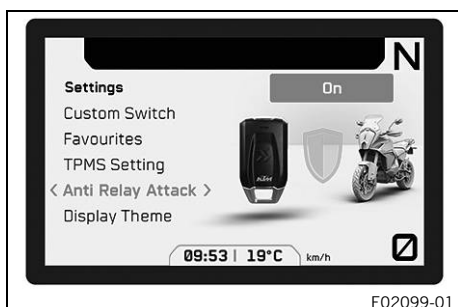 N
Settings
On
Custom Switch
Favourites
TPMS Setting
< Anti Relay Attack >
Display Theme
KTM
09:53 | 19°C km/h
0
F02099-01